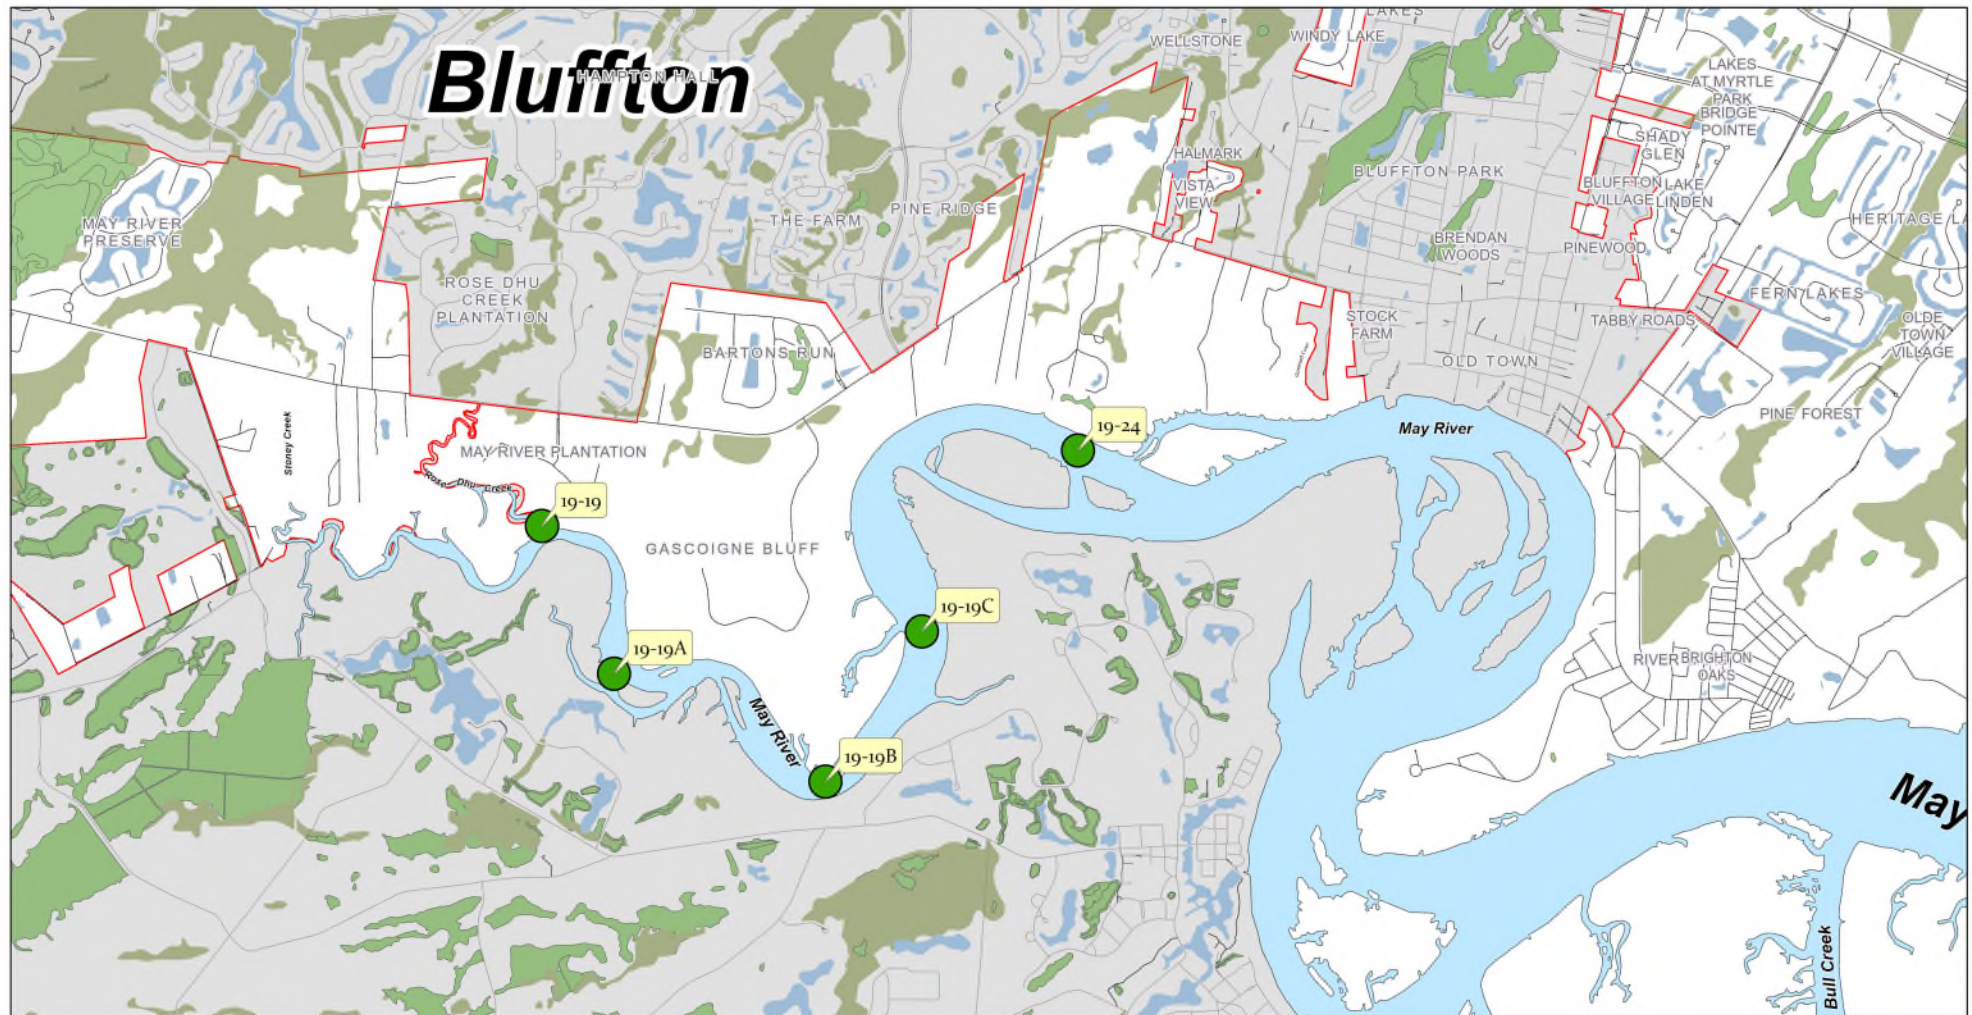 LAKES
WINDY LAKE
WELLSTONE
Bluffton
HAMPTON HALL
LAKES
AT MYRTLE
PARK
BRIDGE
POINTE
SHADY
GLEN
HALMARK
VISTA
VIEW
BLUFFTON PARK
BLUFFTON
VILLAGE
LAKE
LINDEN
MAY RIVER
PRESERVE
THE FARM
PINE RIDGE
HERITAGE LA
BRENDAN
WOODS
PINEWOOD
ROSE DHU
CREEK
PLANTATION
FERN LAKES
STOCK
FARM
TABBY ROADS
OLDE
TOWN
VILLAGE
BARTONS RUN
OLD TOWN
PINE FOREST
19-24
May River
Stoney Creek
MAY RIVER PLANTATION
Rose Dhu Creek
19-19
GASCOIGNE BLUFF
19-19C
19-19A
RIVER
BRIGHTON
OAKS
May River
19-19B
May
Bull Creek